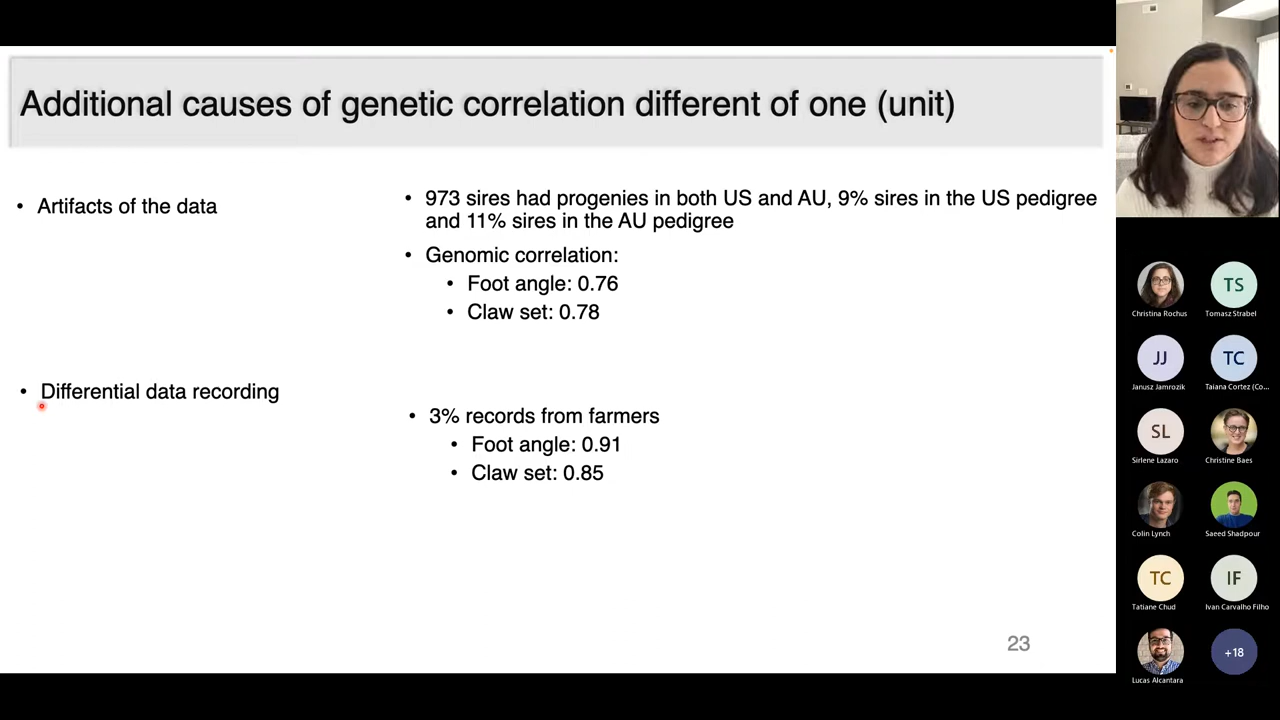 Additional causes of genetic correlation different of one (unit)
• Artifacts of the data
• 973 sires had progenies in both US and AU, 9% sires in the US pedigree
and 11% sires in the AU pedigree
• Genomic correlation:
• Foot angle: 0.76
• Claw set: 0.78
• Differential data recording
• 3% records from farmers
• Foot angle: 0.91
• Claw set: 0.85
23
Christina Rochus
TS
Tomasz Strabel
JJ
Janusz Jamrozik
TC
Taiana Cortez (Co...
SL
Sirlene Lazaro
Christine Baes
Colin Lynch
Saeed Shadpour
TC
Tatiane Chud
IF
Ivan Carvalho Filho
Lucas Alcantara
+18